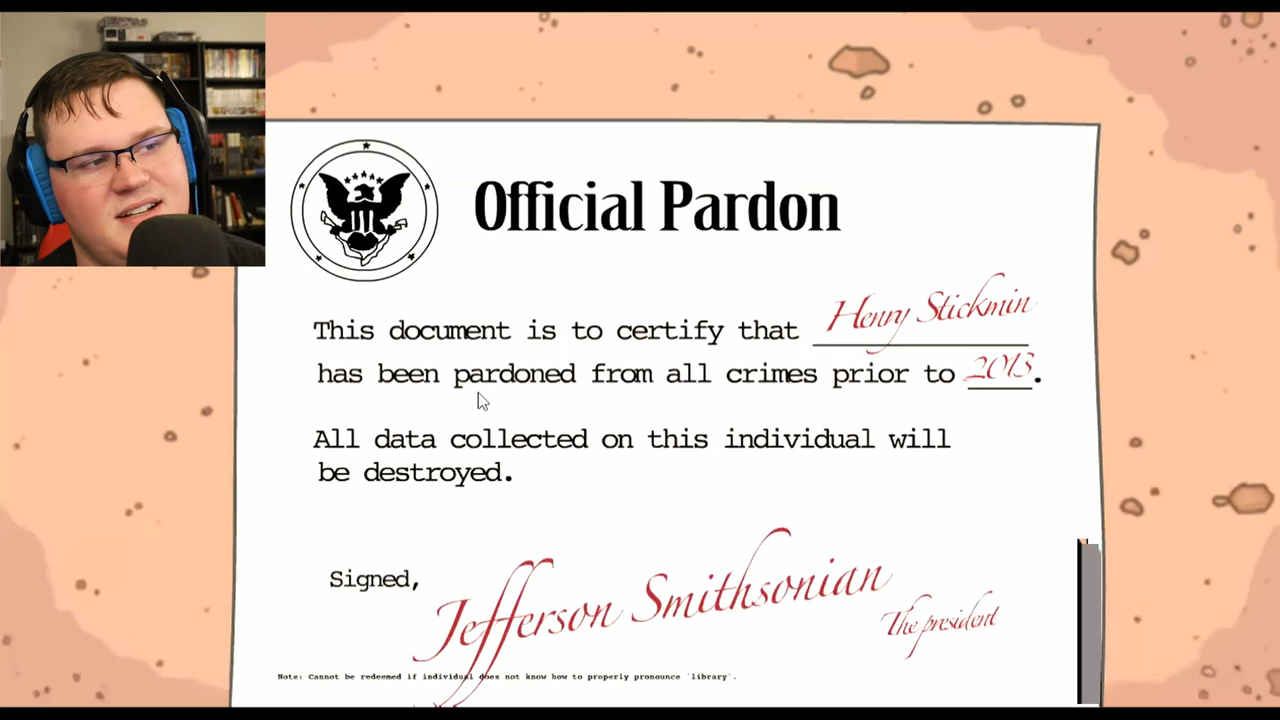 Official Pardon
This document is to certify that Henry Stickmin
has been pardoned from all crimes prior to 2013.
All data collected on this individual will
be destroyed.
Signed, Jefferson Smithsonian
The president
Note: Cannot be redeemed if individual does not know how to properly pronounce `library`.